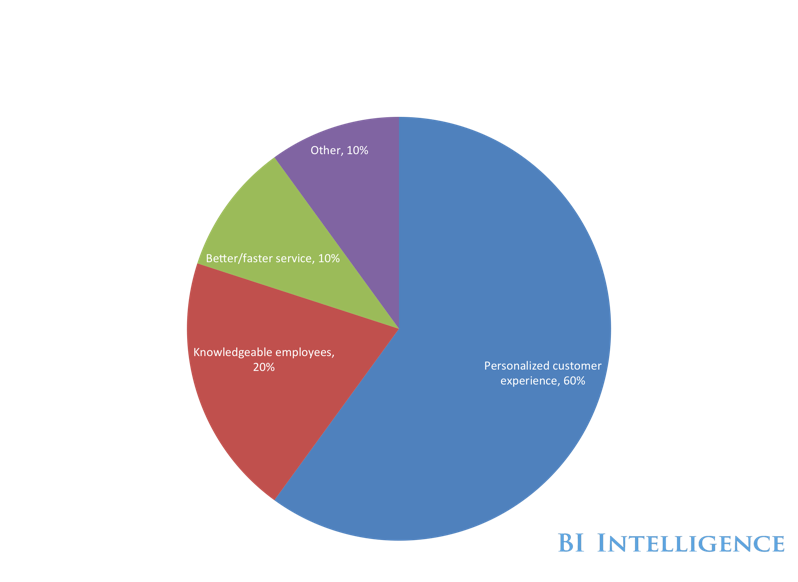 Other, 10%
Better/faster service, 10%
Knowledgeable employees,
20%
Personalized customer
experience, 60%
BI INTELLIGENCE